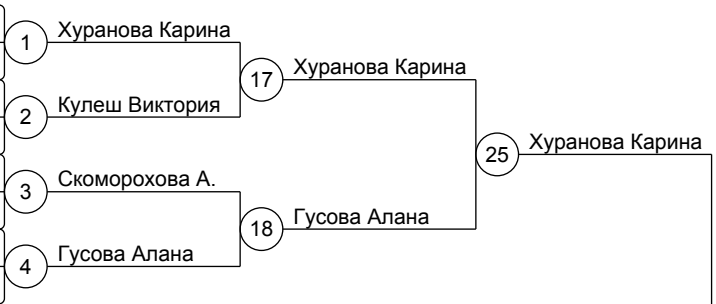 1 Хуранова Карина
17 Хуранова Карина
2 Кулеш Виктория
25 Хуранова Карина
3 Скоморохова А.
18 Гусова Алана
4 Гусова Алана